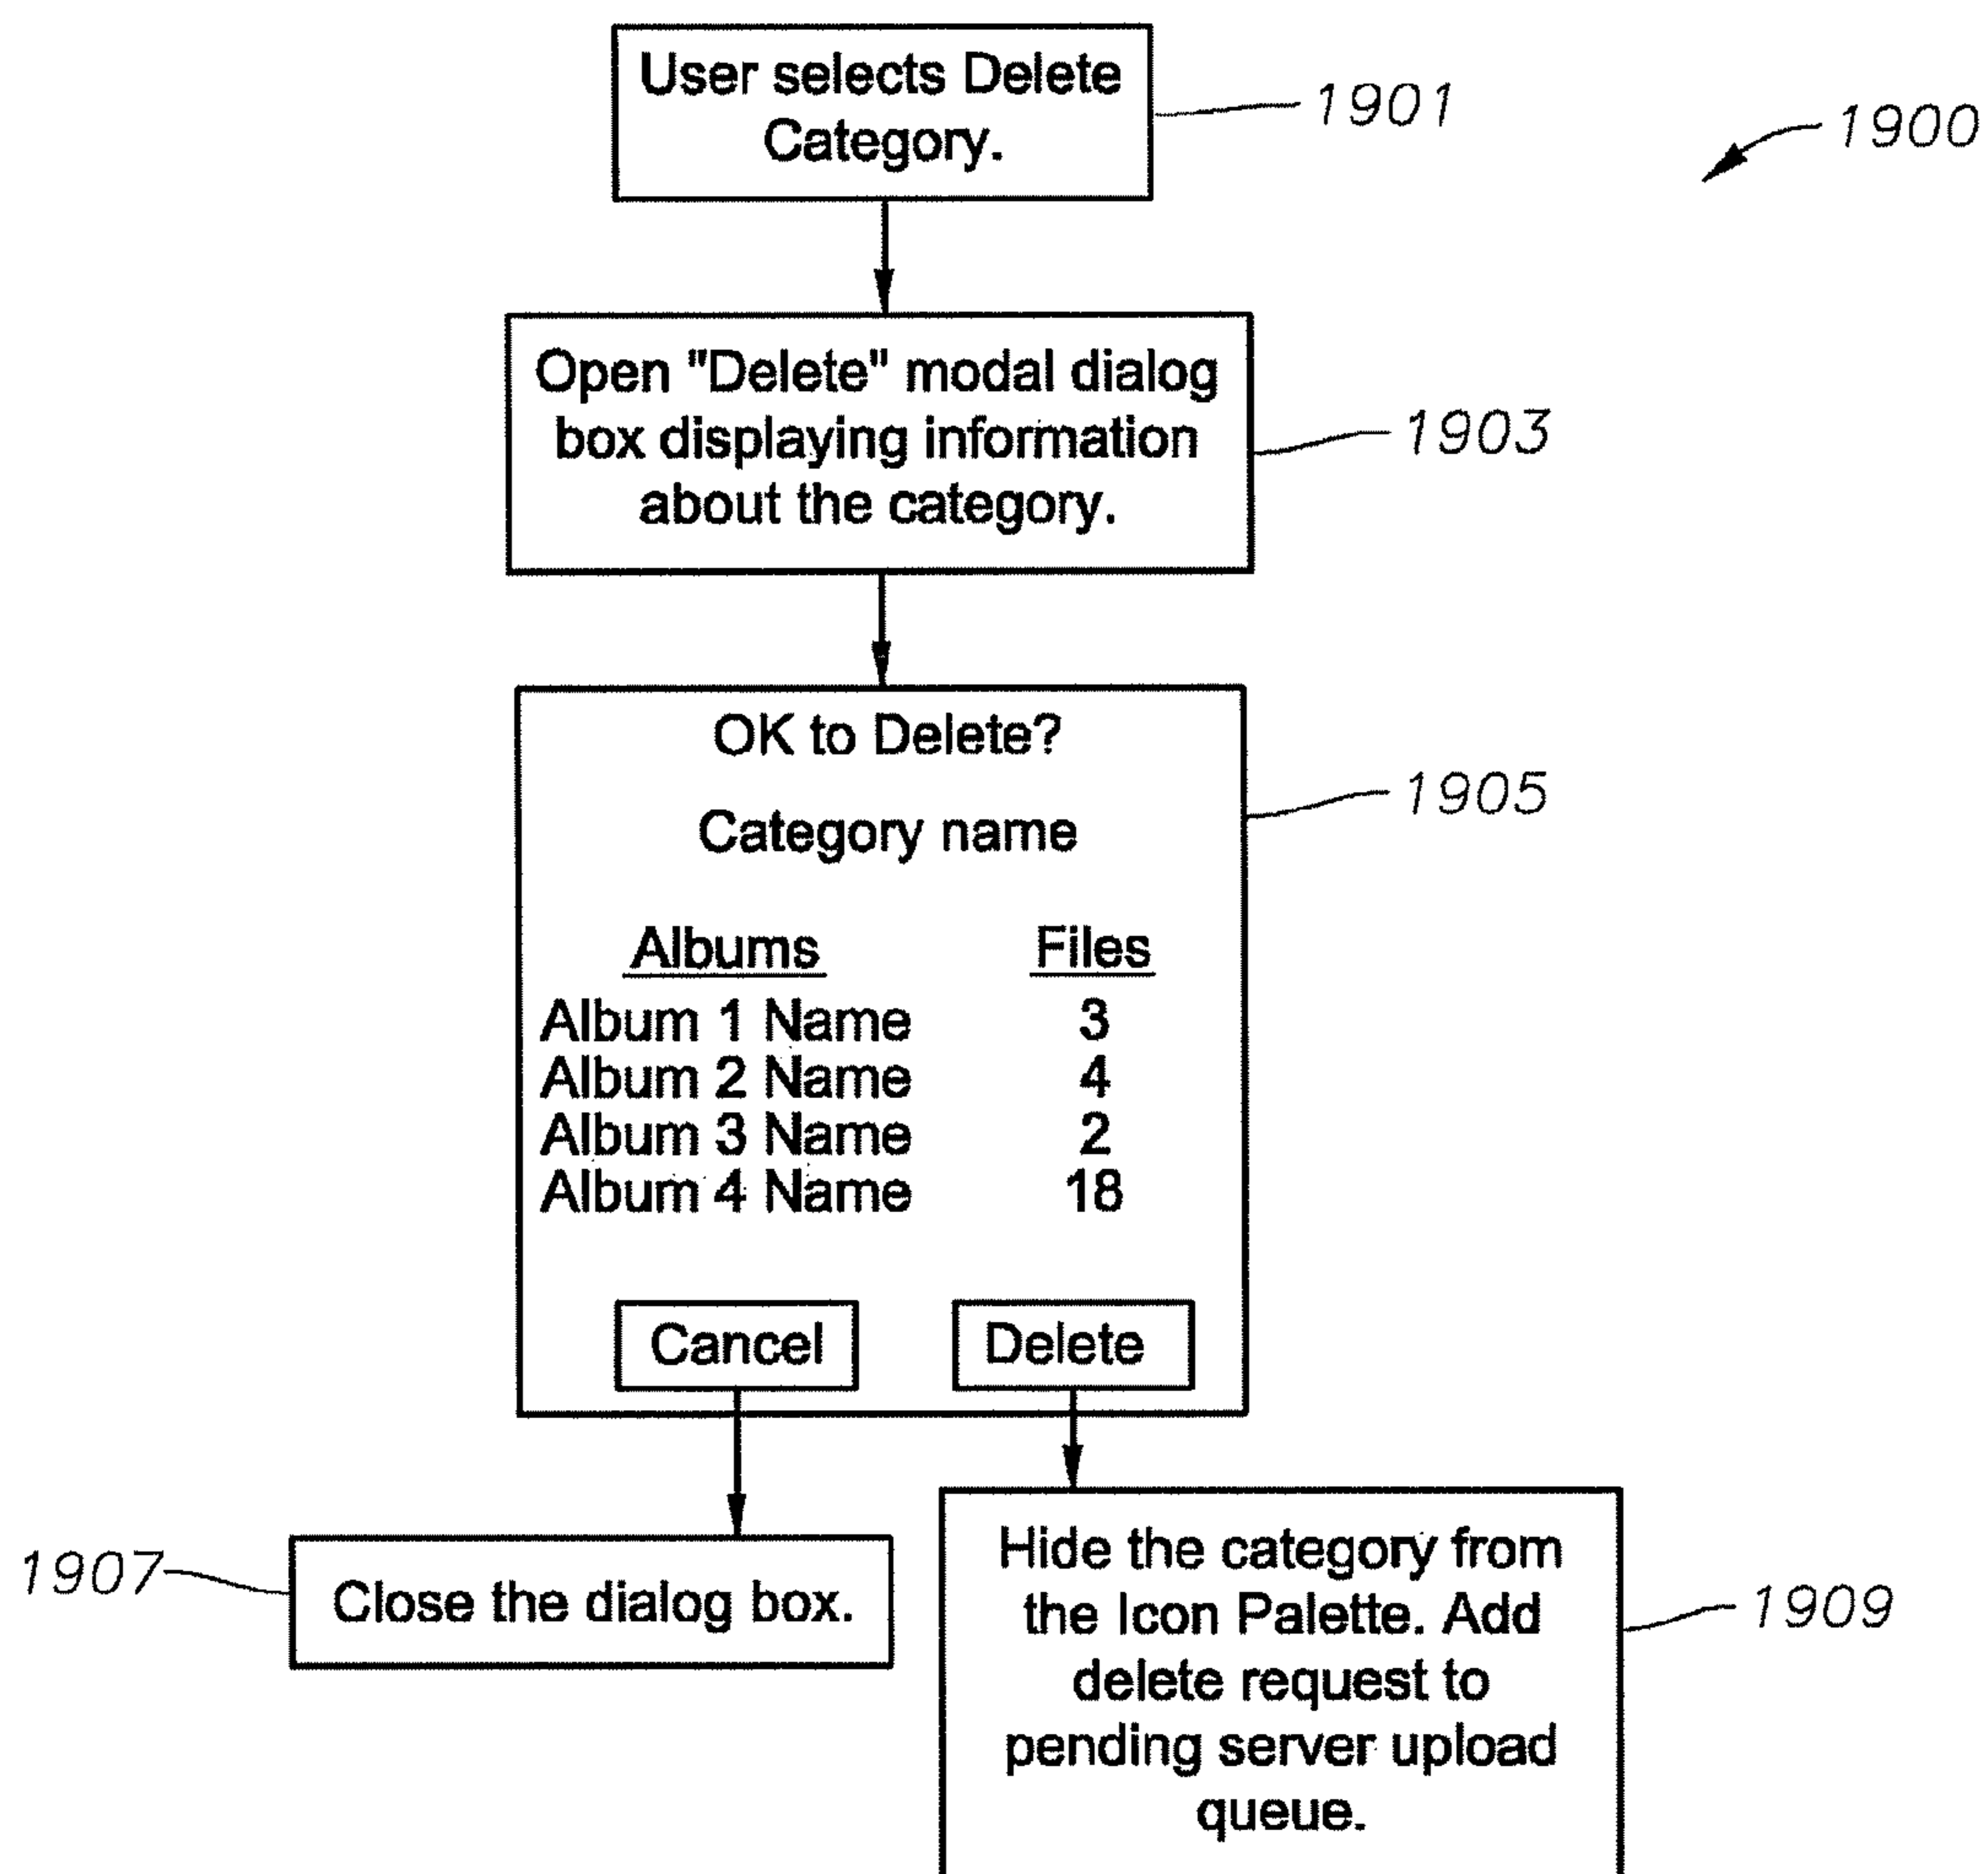 User selects Delete
Category.
1901
1900
Open "Delete" modal dialog
box displaying information
about the category.
1903
OK to Delete?
Category name
1905
Albums Files
Album 1 Name 3
Album 2 Name 4
Album 3 Name 2
Album 4 Name 18
Cancel Delete
1907
Close the dialog box.
Hide the category from
the Icon Palette. Add
delete request to
pending server upload
queue.
1909